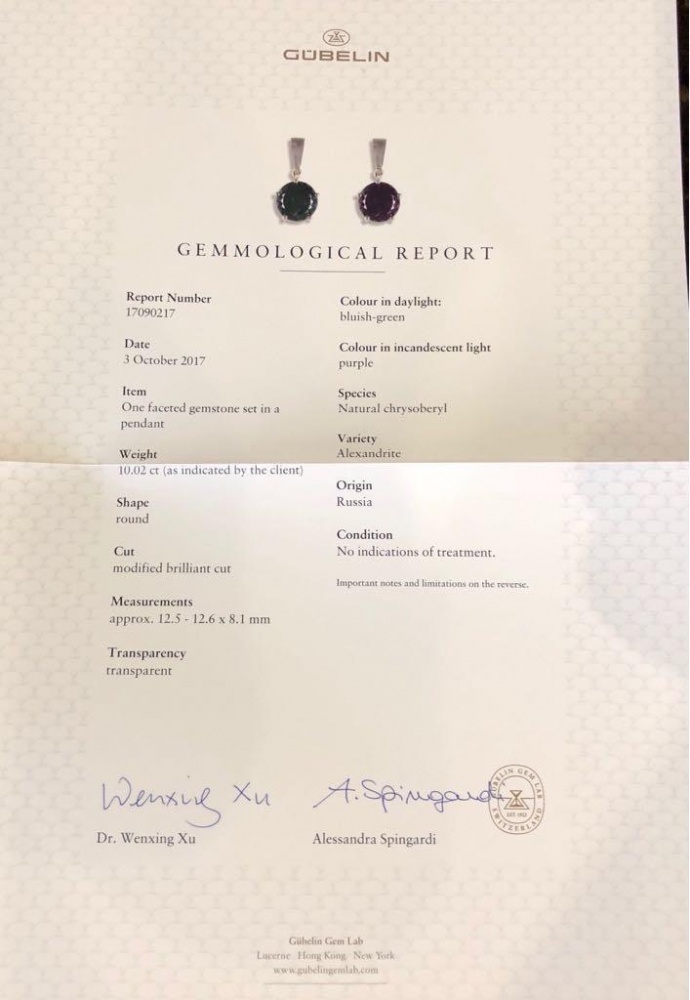 GÜBELIN
GEMMOLOGICAL REPORT
Report Number
17090217
Date
3 October 2017
Item
One faceted gemstone set in a
pendant
Weight
10.02 ct (as indicated by the client)
Shape
round
Cut
modified brilliant cut
Measurements
approx. 12.5 - 12.6 x 8.1 mm
Transparency
transparent
Colour in daylight:
bluish-green
Colour in incandescent light
purple
Species
Natural chrysoberyl
Variety
Alexandrite
Origin
Russia
Condition
No indications of treatment.
Important notes and limitations on the reverse.
Wenxing Xu
A. Spingardi
GÜBELIN GEM LAB
SWITZERLAND
Dr. Wenxing Xu
Alessandra Spingardi
Gübelin Gem Lab
Lucerne Hong Kong New York
www.gubelingemlab.com